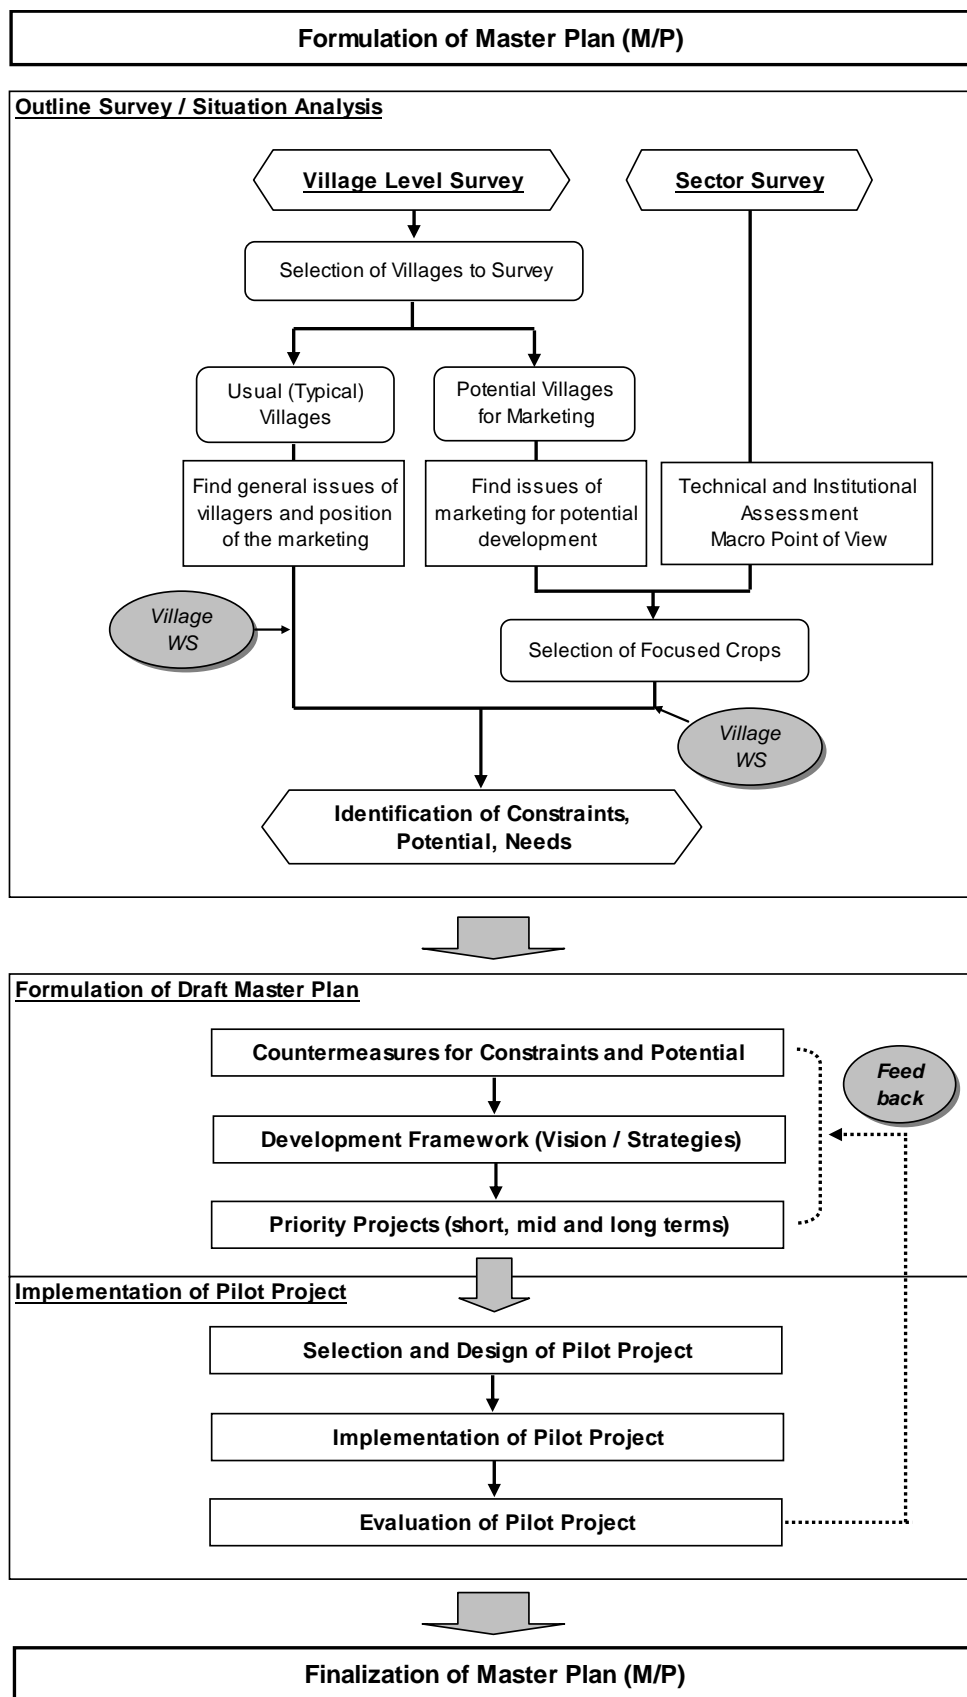 Formulation of Master Plan (M/P)
Outline Survey / Situation Analysis
Village Level Survey
Sector Survey
Selection of Villages to Survey
Usual (Typical)
Villages
Potential Villages
for Marketing
Find general issues of
villagers and position
of the marketing
Find issues of
marketing for potential
development
Technical and Institutional
Assessment
Macro Point of View
Village
WS
Selection of Focused Crops
Village
WS
Identification of Constraints,
Potential, Needs
Formulation of Draft Master Plan
Countermeasures for Constraints and Potential
Feed
back
Development Framework (Vision / Strategies)
Priority Projects (short, mid and long terms)
Implementation of Pilot Project
Selection and Design of Pilot Project
Implementation of Pilot Project
Evaluation of Pilot Project
Finalization of Master Plan (M/P)